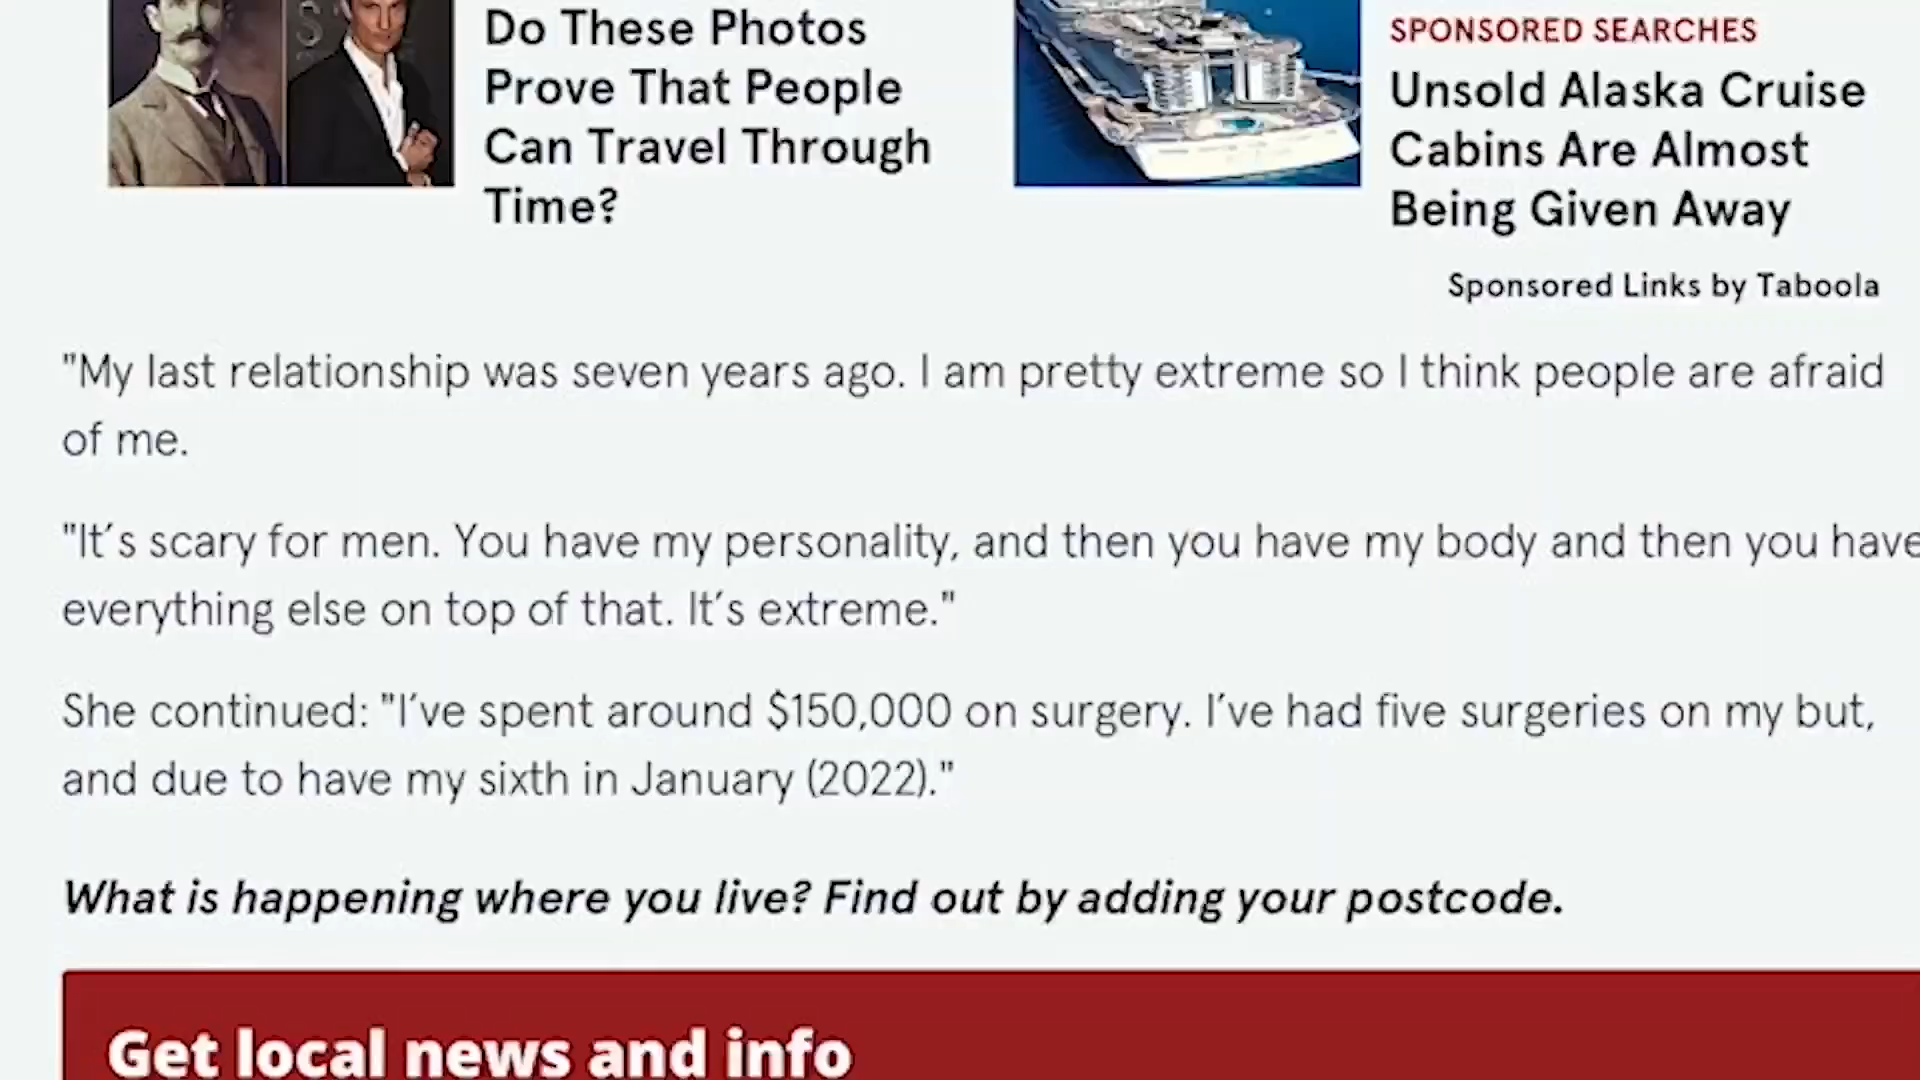 Do These Photos
Prove That People
Can Travel Through
Time?
SPONSORED SEARCHES
Unsold Alaska Cruise
Cabins Are Almost
Being Given Away
Sponsored Links by Taboola
"My last relationship was seven years ago. I am pretty extreme so I think people are afraid
of me.
"It´s scary for men. You have my personality, and then you have my body and then you have
everything else on top of that. It´s extreme."
She continued: "I´ve spent around $150,000 on surgery. I´ve had five surgeries on my but,
and due to have my sixth in January (2022)."
What is happening where you live? Find out by adding your postcode.
Get local news and info